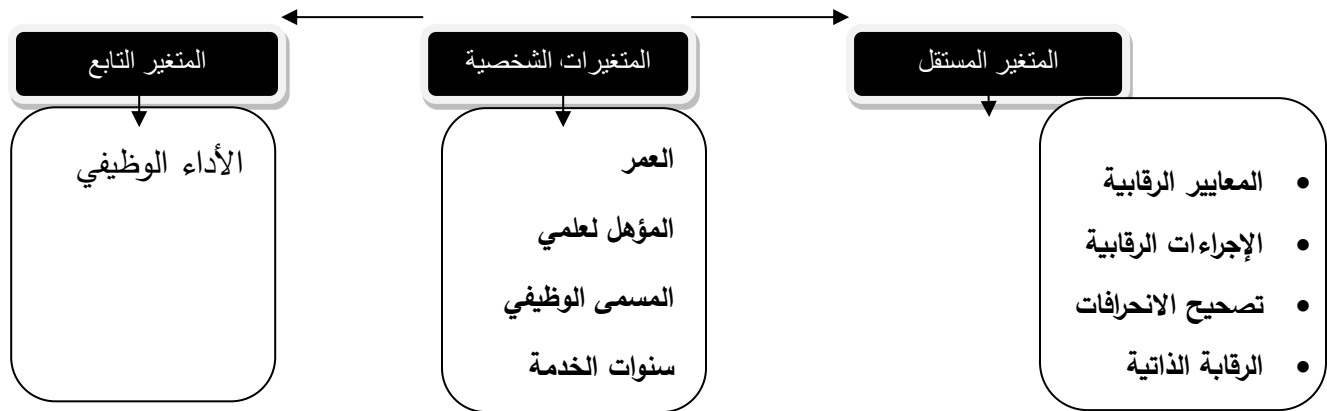 المتغير المستقل
المتغيرات الشخصية
المتغير التابع
• المعايير الرقابية
• الإجراءات الرقابية
• تصحيح الانحرافات
• الرقابة الذاتية
العمر
المؤهل لعلمي
المسمى الوظيفي
سنوات الخدمة
الأداء الوظيفي